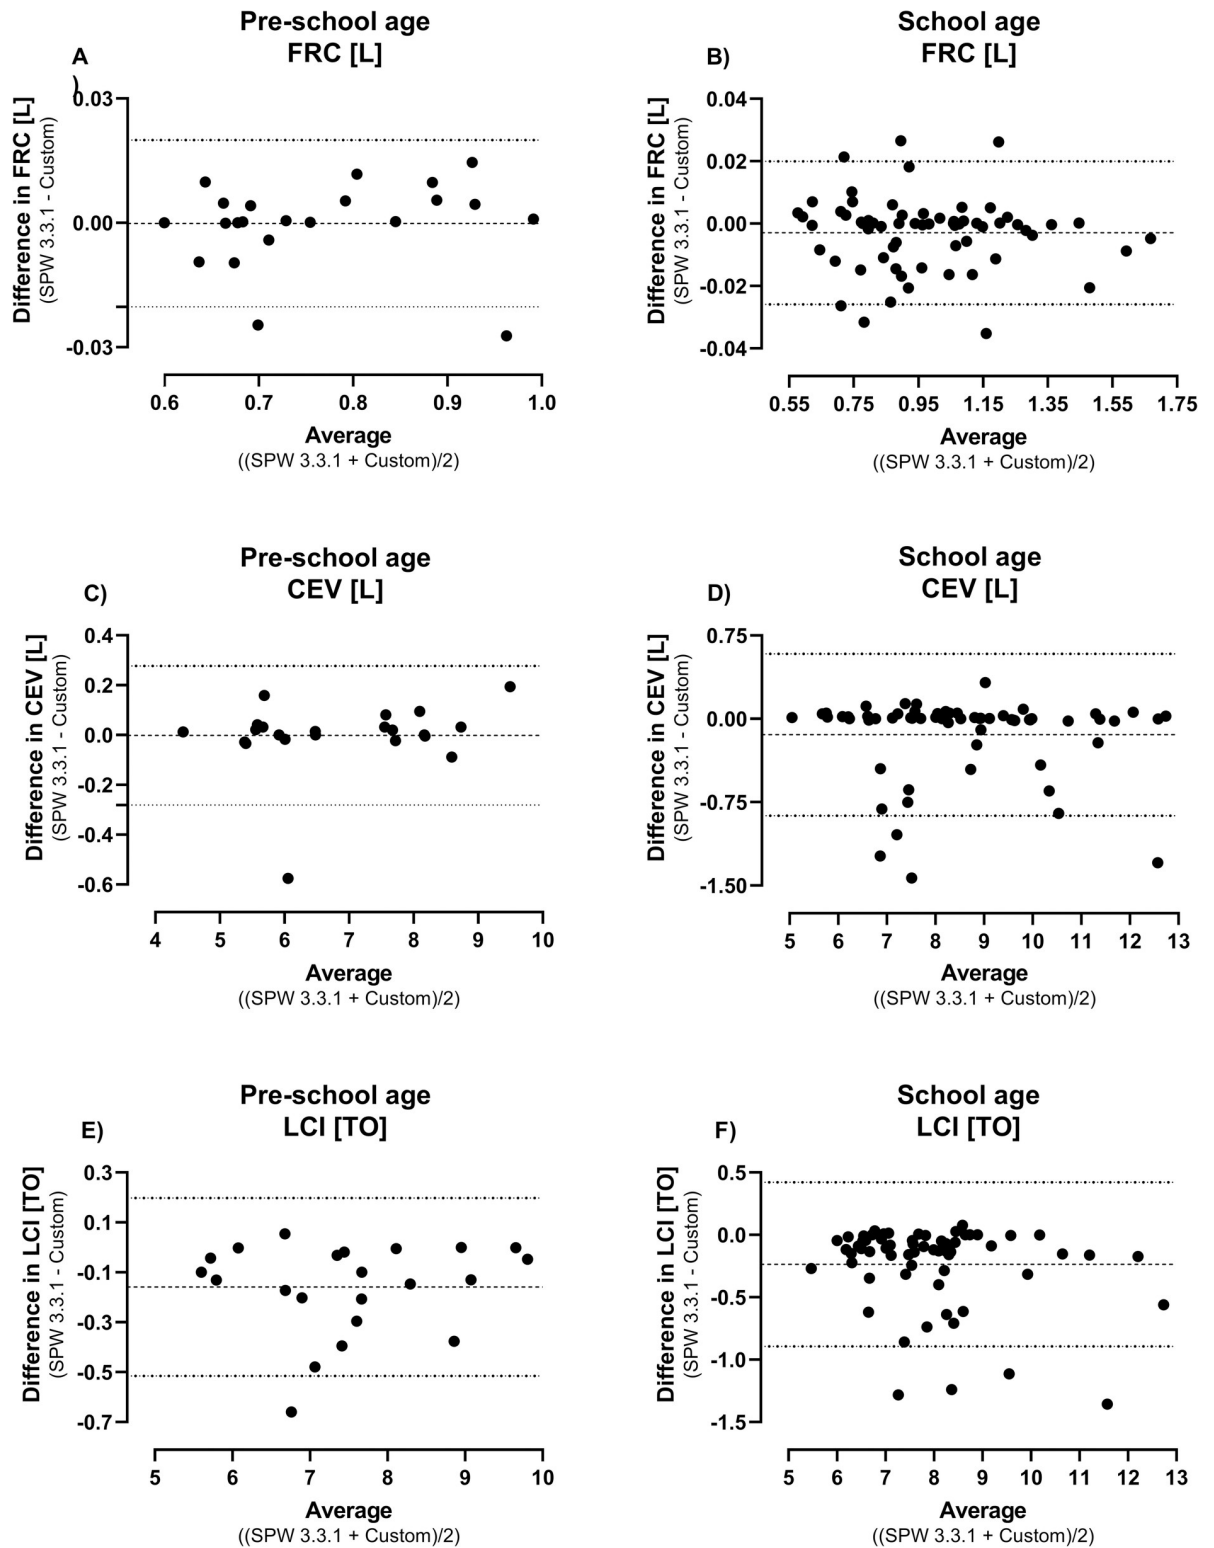 Pre-school age
FRC [L]
A
)
Difference in FRC [L]
(SPW 3.3.1 - Custom)
0.03
0.00
-0.03
0.6 0.7 0.8 0.9 1.0
Average
((SPW 3.3.1 + Custom)/2)
School age
FRC [L]
B)
Difference in FRC [L]
(SPW 3.3.1 - Custom)
0.04
0.02
0.00
-0.02
-0.04
0.55 0.75 0.95 1.15 1.35 1.55 1.75
Average
((SPW 3.3.1 + Custom)/2)
Pre-school age
CEV [L]
C)
Difference in CEV [L]
(SPW 3.3.1 - Custom)
0.4
0.2
0.0
-0.2
-0.4
-0.6
4 5 6 7 8 9 10
Average
((SPW 3.3.1 + Custom)/2)
School age
CEV [L]
D)
Difference in CEV [L]
(SPW 3.3.1 - Custom)
0.75
0.00
-0.75
-1.50
5 6 7 8 9 10 11 12 13
Average
((SPW 3.3.1 + Custom)/2)
Pre-school age
LCI [TO]
E)
Difference in LCI [TO]
(SPW 3.3.1 - Custom)
0.3
0.1
-0.1
-0.3
-0.5
-0.7
5 6 7 8 9 10
Average
((SPW 3.3.1 + Custom)/2)
School age
LCI [TO]
F)
Difference in LCI [TO]
(SPW 3.3.1 - Custom)
0.5
0.0
-0.5
-1.0
-1.5
5 6 7 8 9 10 11 12 13
Average
((SPW 3.3.1 + Custom)/2)